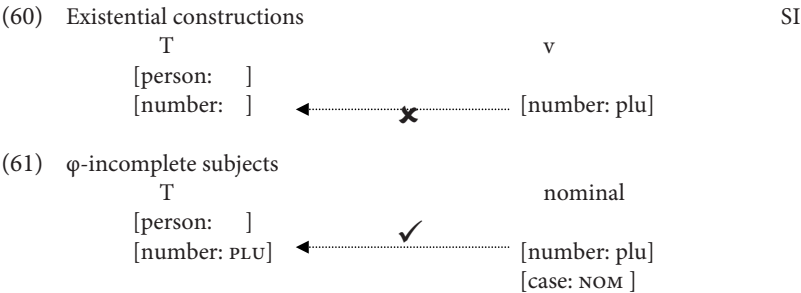 (60) Existential constructions SI
T v
[person: ]
[number: ] [number: plu]
(61) φ-incomplete subjects
T nominal
[person: ]
[number: PLU] [number: plu]
[case: NOM ]